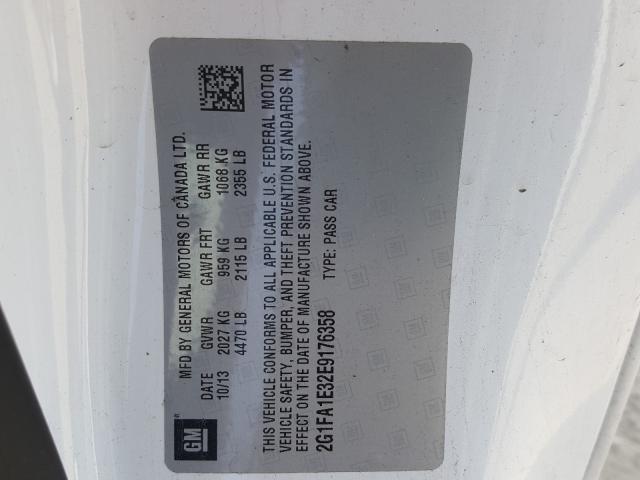 MFD BY GENERAL MOTORS OF CANADA LTD.
DATE GVWR GAWR FRT GAWR RR
10/13 2027 KG 959 KG 1068 KG
4470 LB 2115 LB 2355 LB
THIS VEHICLE CONFORMS TO ALL APPLICABLE U.S. FEDERAL MOTOR
VEHICLE SAFETY, BUMPER, AND THEFT PREVENTION STANDARDS IN
EFFECT ON THE DATE OF MANUFACTURE SHOWN ABOVE.
2G1FA1E32E9176358 TYPE: PASS CAR
GM